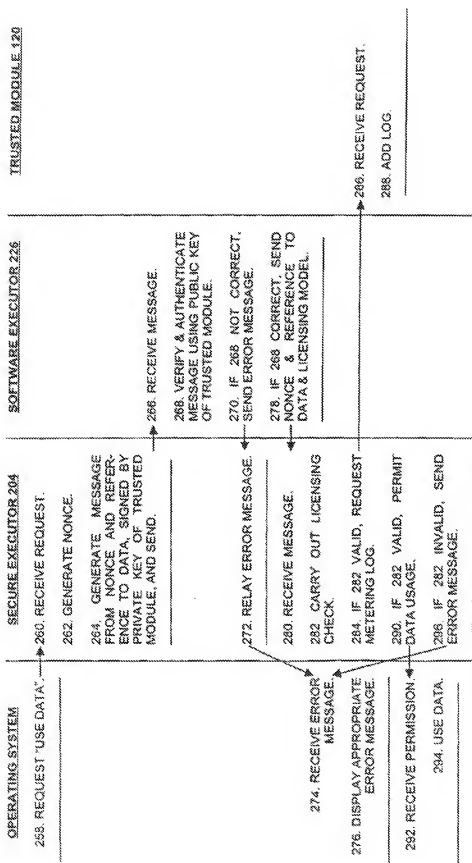 OPERATING SYSTEM
258. REQUEST "USE DATA".
274. RECEIVE ERROR
MESSAGE.
276. DISPLAY APPROPRIATE
ERROR MESSAGE.
292. RECEIVE PERMISSION.
294. USE DATA.
SECURE EXECUTOR 204
260. RECEIVE REQUEST.
262. GENERATE NONCE.
264. GENERATE MESSAGE
FROM NONCE AND REFER-
ENCE TO DATA, SIGNED BY
PRIVATE KEY OF TRUSTED
MODULE, AND SEND.
272. RELAY ERROR MESSAGE.
280. RECEIVE MESSAGE.
282 CARRY OUT LICENSING
CHECK.
284. IF 282 VALID, REQUEST
METERING LOG.
290. IF 282 VALID, PERMIT
DATA USAGE.
296. IF 282 INVALID, SEND
ERROR MESSAGE.
SOFTWARE EXECUTOR 226
266. RECEIVE MESSAGE.
268. VERIFY & AUTHENTICATE
MESSAGE USING PUBLIC KEY
OF TRUSTED MODULE.
270. IF 268 NOT CORRECT,
SEND ERROR MESSAGE.
278. IF 268 CORRECT, SEND
NONCE & REFERENCE TO
DATA & LICENSING MODEL.
TRUSTED MODULE 120
286. RECEIVE REQUEST.
288. ADD LOG.